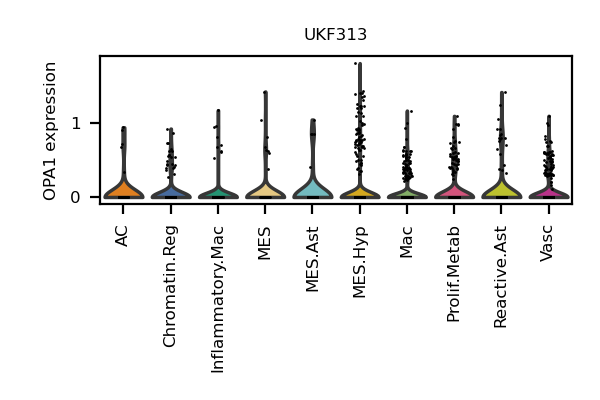 UKF313
OPA1 expression
1
0
AC
Chromatin.Reg
Inflammatory.Mac
MES
MES.Ast
MES.Hyp
Mac
Prolif.Metab
Reactive.Ast
Vasc